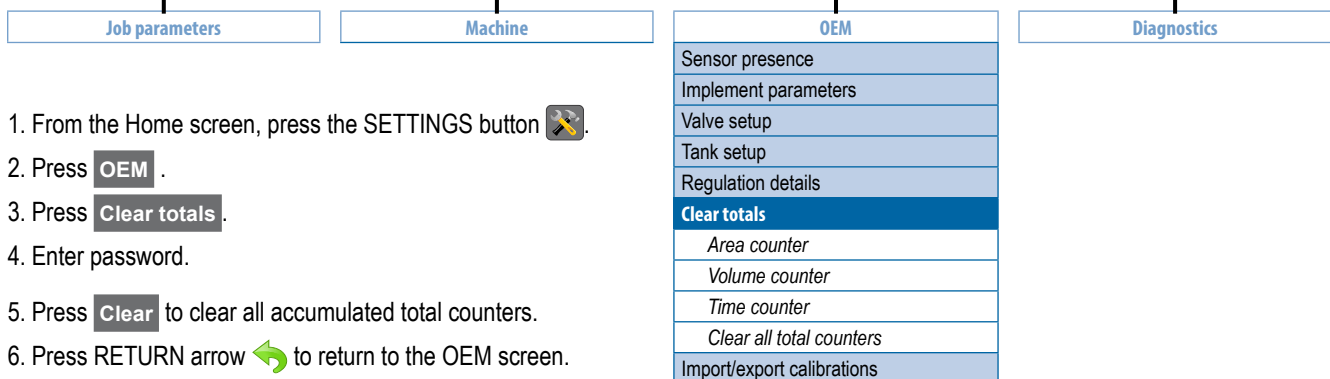 Job parameters
Machine
OEM
Diagnostics
1. From the Home screen, press the SETTINGS button .
2. Press OEM .
3. Press Clear totals .
4. Enter password.
5. Press Clear to clear all accumulated total counters.
6. Press RETURN arrow to return to the OEM screen.
Sensor presence
Implement parameters
Valve setup
Tank setup
Regulation details
Clear totals
Area counter
Volume counter
Time counter
Clear all total counters
Import/export calibrations